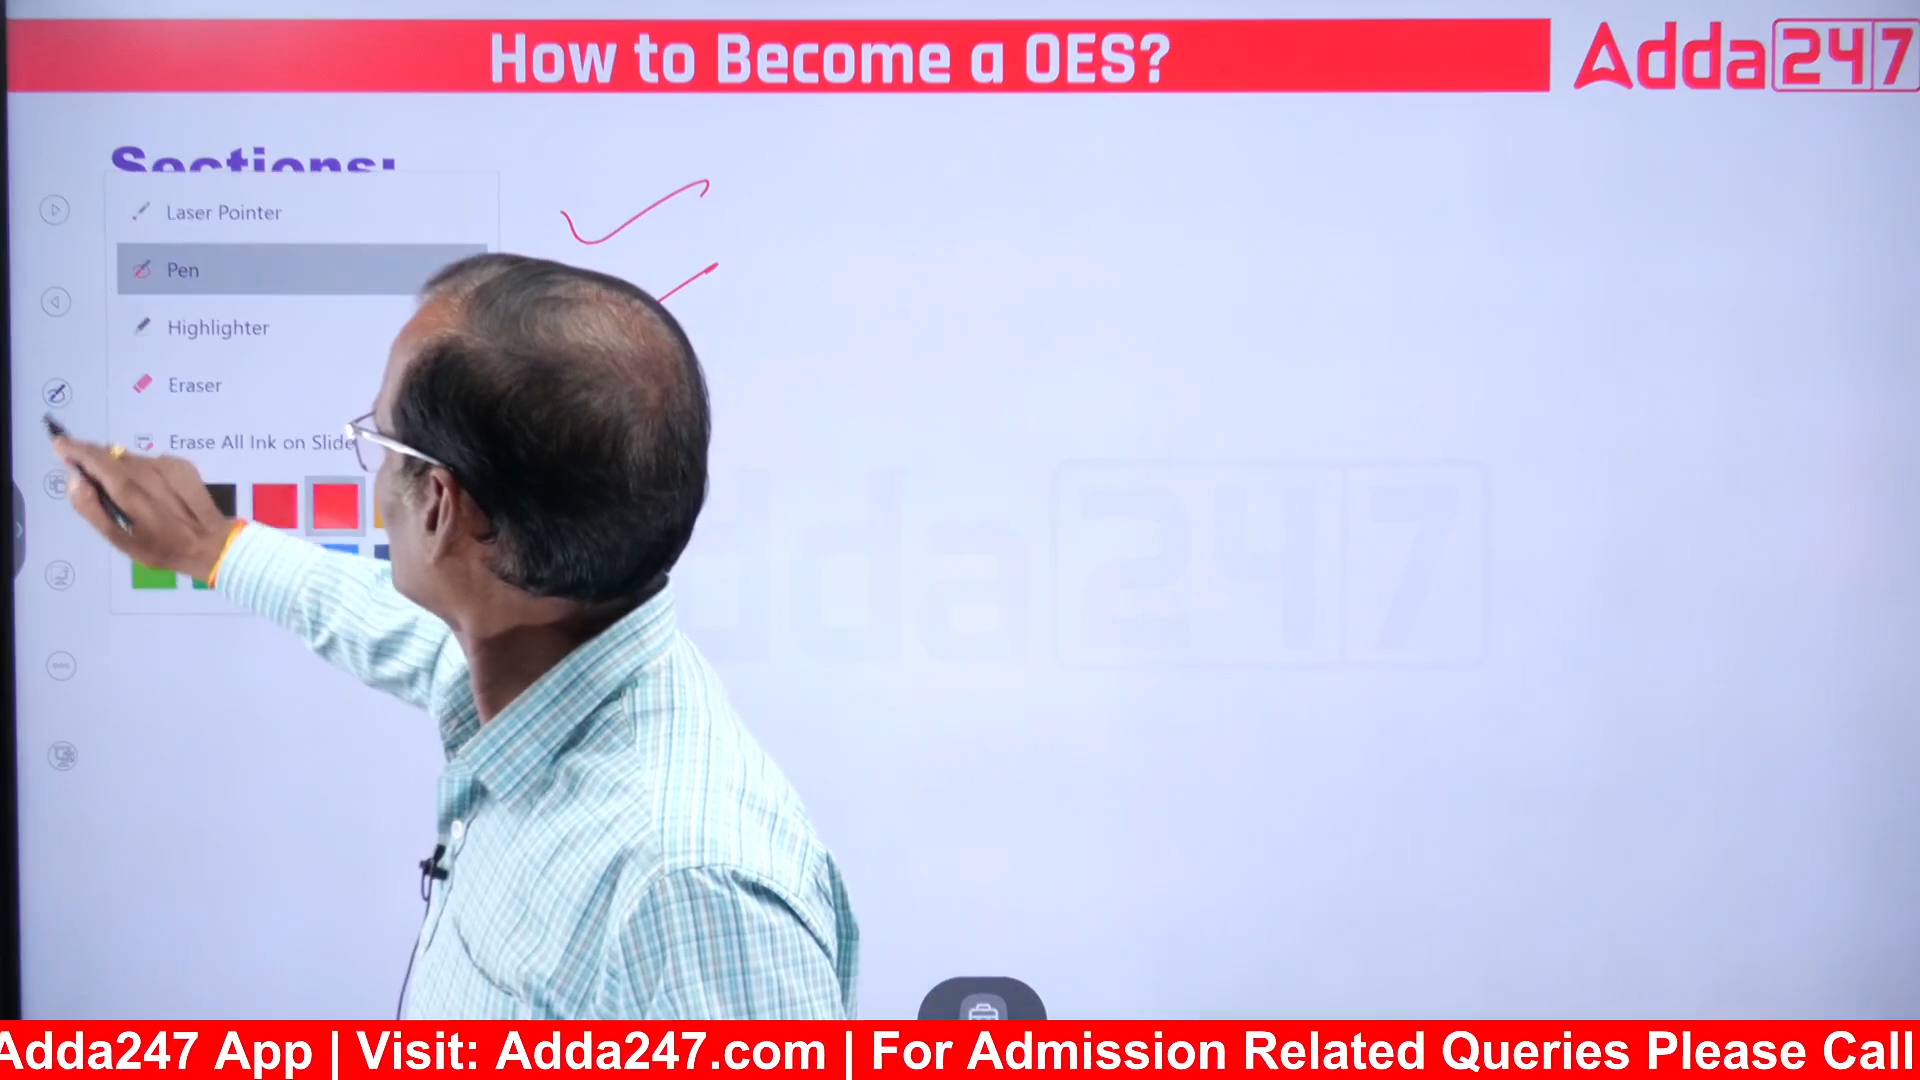 How to Become a OES?
Adda247
Sections:
Laser Pointer
Pen
Highlighter
Eraser
Erase All Ink on Slide
Adda247 App | Visit: Adda247.com | For Admission Related Queries Please Call